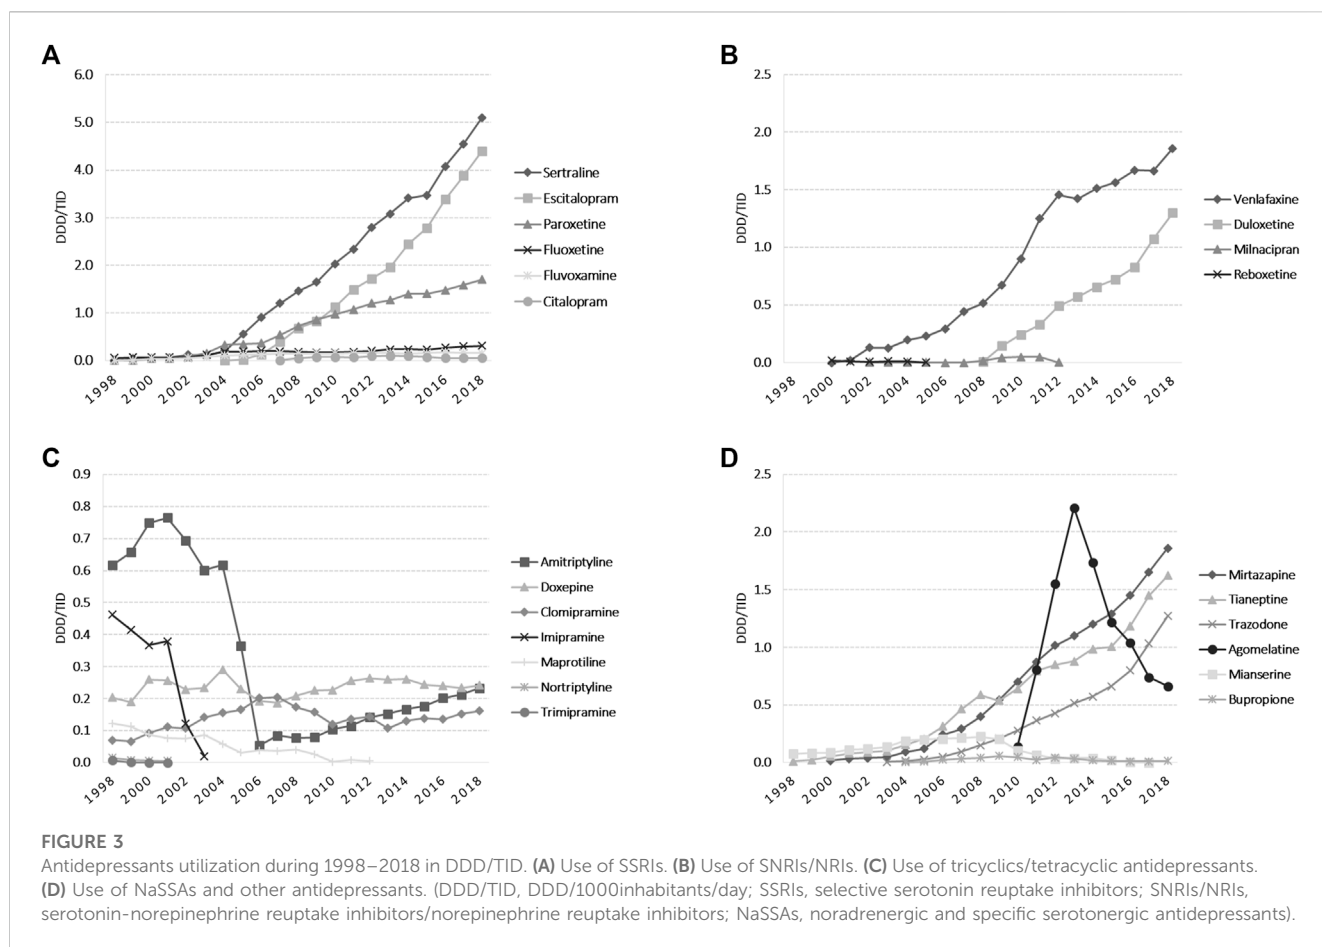 A
DDD/TID
6.0
5.0
4.0
3.0
2.0
1.0
0.0
1998
2000
2002
2004
2006
2008
2010
2012
2014
2016
2018
Sertraline
Escitalopram
Paroxetine
Fluoxetine
Fluvoxamine
Citalopram
B
DDD/TID
2.5
2.0
1.5
1.0
0.5
0.0
1998
2000
2002
2004
2006
2008
2010
2012
2014
2016
2018
Venlafaxine
Duloxetine
Milnacipran
Reboxetine
C
DDD/TID
0.9
0.8
0.7
0.6
0.5
0.4
0.3
0.2
0.1
0.0
1998
2000
2002
2004
2006
2008
2010
2012
2014
2016
2018
Amitriptyline
Doxepine
Clomipramine
Imipramine
Maprotiline
Nortriptyline
Trimipramine
D
DDD/TID
2.5
2.0
1.5
1.0
0.5
0.0
1998
2000
2002
2004
2006
2008
2010
2012
2014
2016
2018
Mirtazapine
Tianeptine
Trazodone
Agomelatine
Mianserine
Bupropione
FIGURE 3
Antidepressants utilization during 1998–2018 in DDD/TID. (A) Use of SSRIs. (B) Use of SNRIs/NRIs. (C) Use of tricyclics/tetracyclic antidepressants.
(D) Use of NaSSAs and other antidepressants. (DDD/TID, DDD/1000inhabitants/day; SSRIs, selective serotonin reuptake inhibitors; SNRIs/NRIs,
serotonin-norepinephrine reuptake inhibitors/norepinephrine reuptake inhibitors; NaSSAs, noradrenergic and specific serotonergic antidepressants).